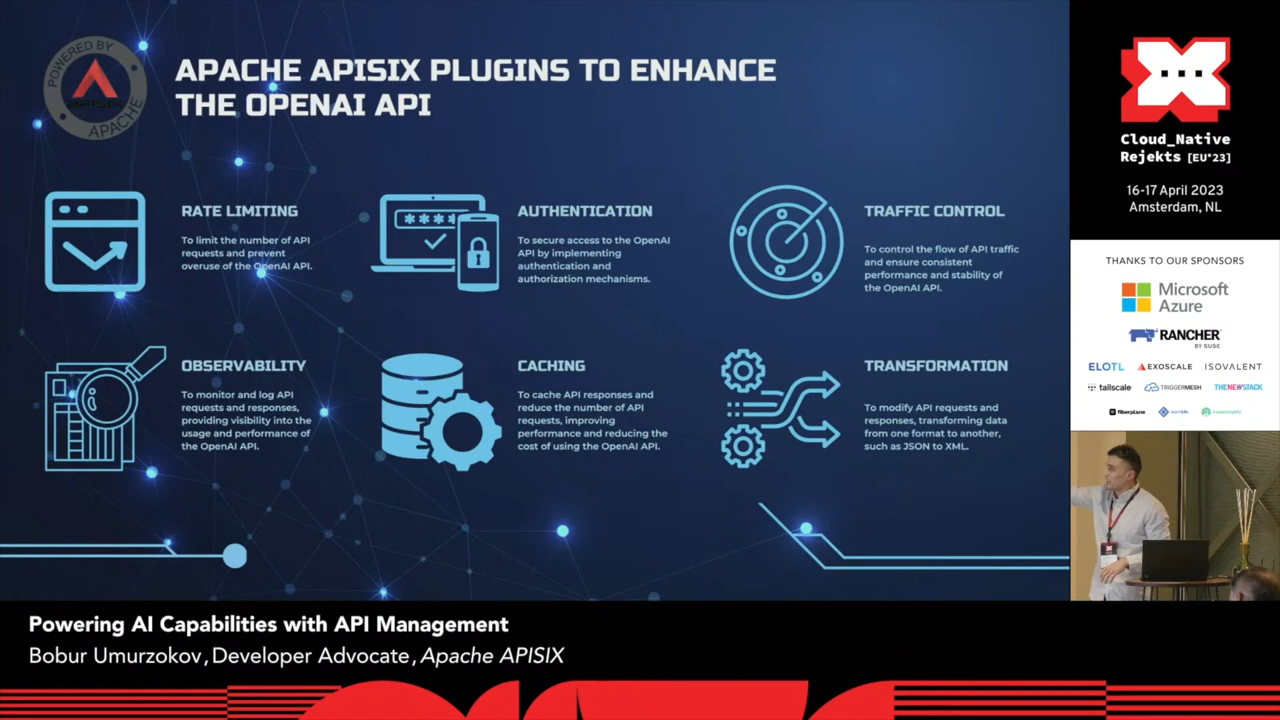 POWERED BY
APISIX
APACHE
APACHE APISIX PLUGINS TO ENHANCE
THE OPENAI API
RATE LIMITING
To limit the number of API
requests and prevent
overuse of the OpenAI API.
AUTHENTICATION
To secure access to the OpenAI
API by implementing
authentication and
authorization mechanisms.
TRAFFIC CONTROL
To control the flow of API traffic
and ensure consistent
performance and stability of
the OpenAI API.
OBSERVABILITY
To monitor and log API
requests and responses,
providing visibility into the
usage and performance of
the OpenAI API.
CACHING
To cache API responses and
reduce the number of API
requests, improving
performance and reducing the
cost of using the OpenAI API.
TRANSFORMATION
To modify API requests and
responses, transforming data
from one format to another,
such as JSON to XML.
Cloud_Native
Rejekts [EU*23]
16-17 April 2023
Amsterdam, NL
THANKS TO OUR SPONSORS
Microsoft
Azure
RANCHER
BY SUSE
ELOTL
EXOSCALE
ISOVALENT
tailscale
TRIGGERMESH
THENEWSTACK
fiberplane
Powering AI Capabilities with API Management
Bobur Umurzokov, Developer Advocate, Apache APISIX